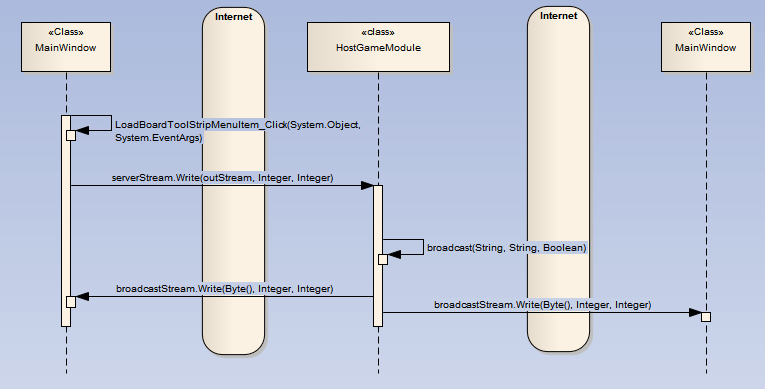 Internet
Internet
«Class»
MainWindow
«class»
HostGameModule
«Class»
MainWindow
LoadBoardToolStripMenuItem_Click(System.Object,
System.EventArgs)
serverStream.Write(outStream, Integer, Integer)
broadcast(String, String, Boolean)
broadcastStream.Write(Byte(), Integer, Integer)
broadcastStream.Write(Byte(), Integer, Integer)